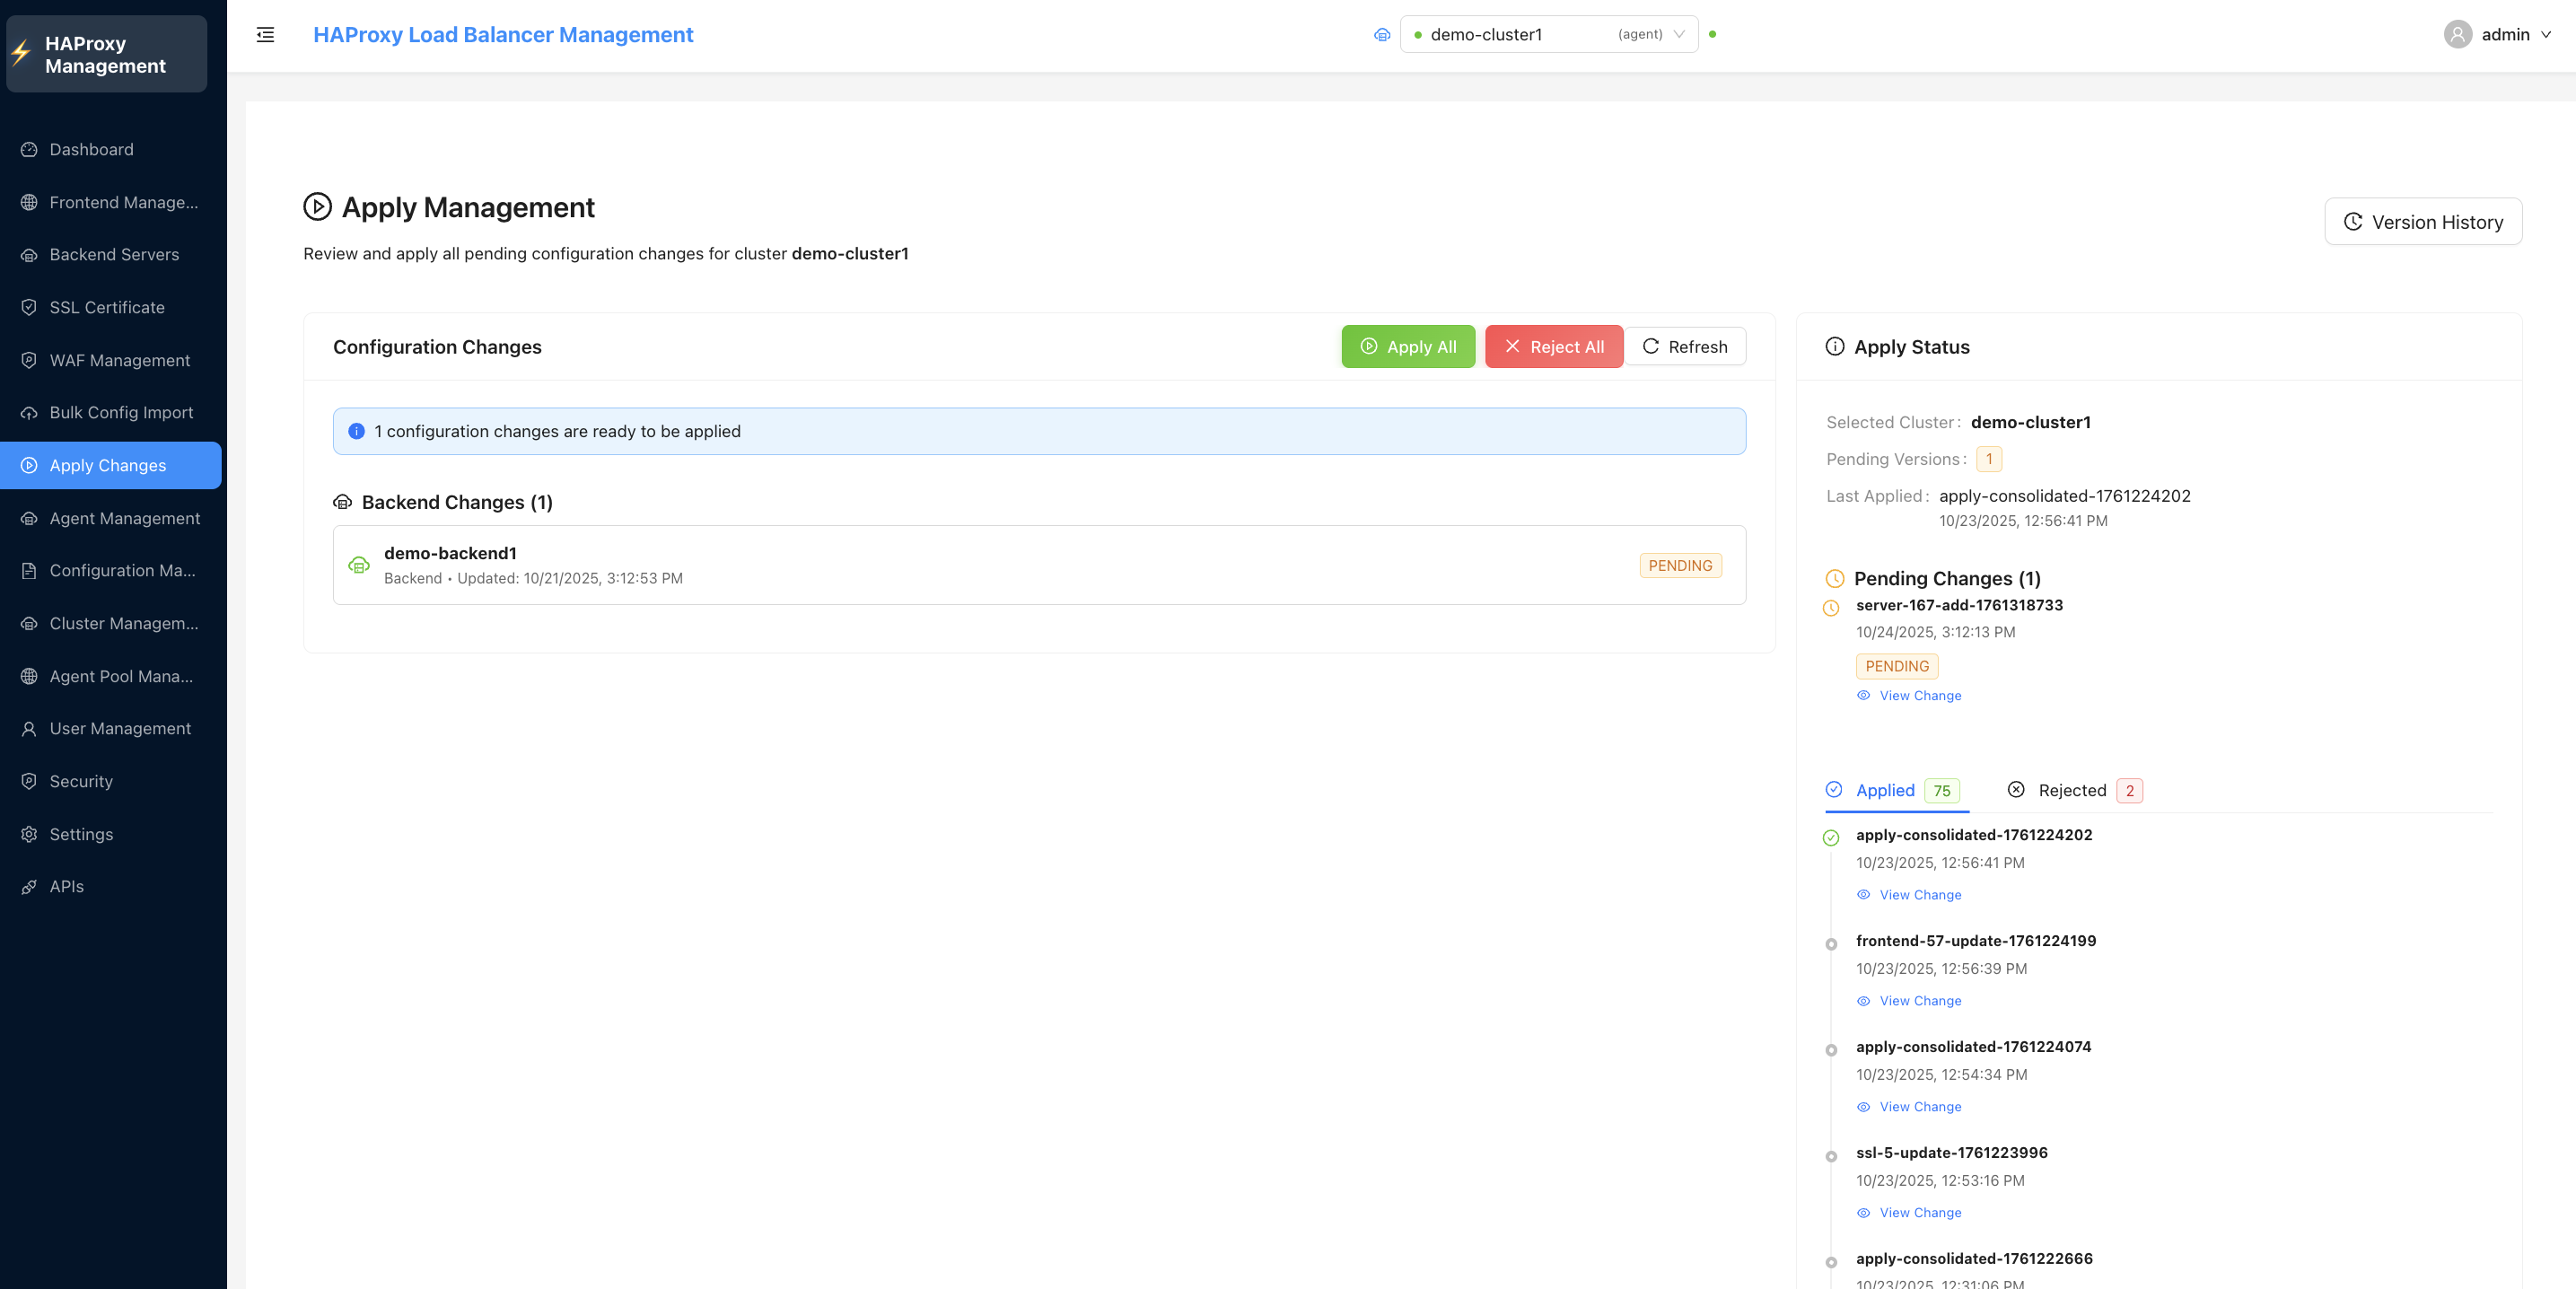 HAProxy
Management
HAProxy Load Balancer Management
demo-cluster1 (agent)
admin
Dashboard
Frontend Manage...
Backend Servers
SSL Certificate
WAF Management
Bulk Config Import
Apply Changes
Agent Management
Configuration Ma...
Cluster Managem...
Agent Pool Mana...
User Management
Security
Settings
APIs
Apply Management
Review and apply all pending configuration changes for cluster demo-cluster1
Version History
Configuration Changes
Apply All
Reject All
Refresh
1 configuration changes are ready to be applied
Backend Changes (1)
demo-backend1
Backend • Updated: 10/21/2025, 3:12:53 PM
PENDING
Apply Status
Selected Cluster: demo-cluster1
Pending Versions: 1
Last Applied: apply-consolidated-1761224202
10/23/2025, 12:56:41 PM
Pending Changes (1)
server-167-add-1761318733
10/24/2025, 3:12:13 PM
PENDING
View Change
Applied 75
Rejected 2
apply-consolidated-1761224202
10/23/2025, 12:56:41 PM
View Change
frontend-57-update-1761224199
10/23/2025, 12:56:39 PM
View Change
apply-consolidated-1761224074
10/23/2025, 12:54:34 PM
View Change
ssl-5-update-1761223996
10/23/2025, 12:53:16 PM
View Change
apply-consolidated-1761222666
10/23/2025, 12:31:06 PM